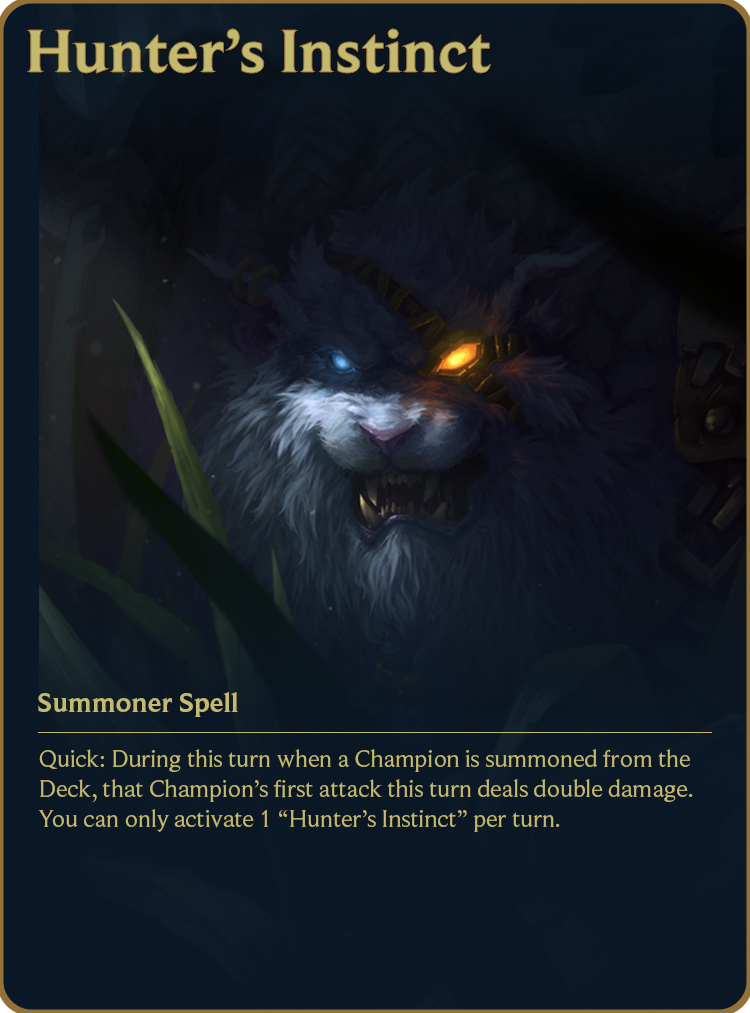 Hunter’s Instinct
Summoner Spell
Quick: During this turn when a Champion is summoned from the
Deck, that Champion’s first attack this turn deals double damage.
You can only activate 1 “Hunter’s Instinct” per turn.